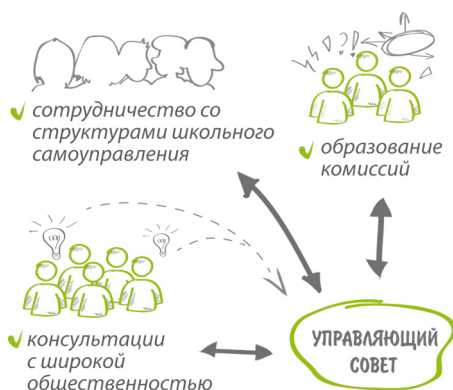 сотрудничество со
структурами школьного
самоуправления
образование
комиссий
консультации
с широкой
общественностью
УПРАВЛЯЮЩИЙ
СОВЕТ